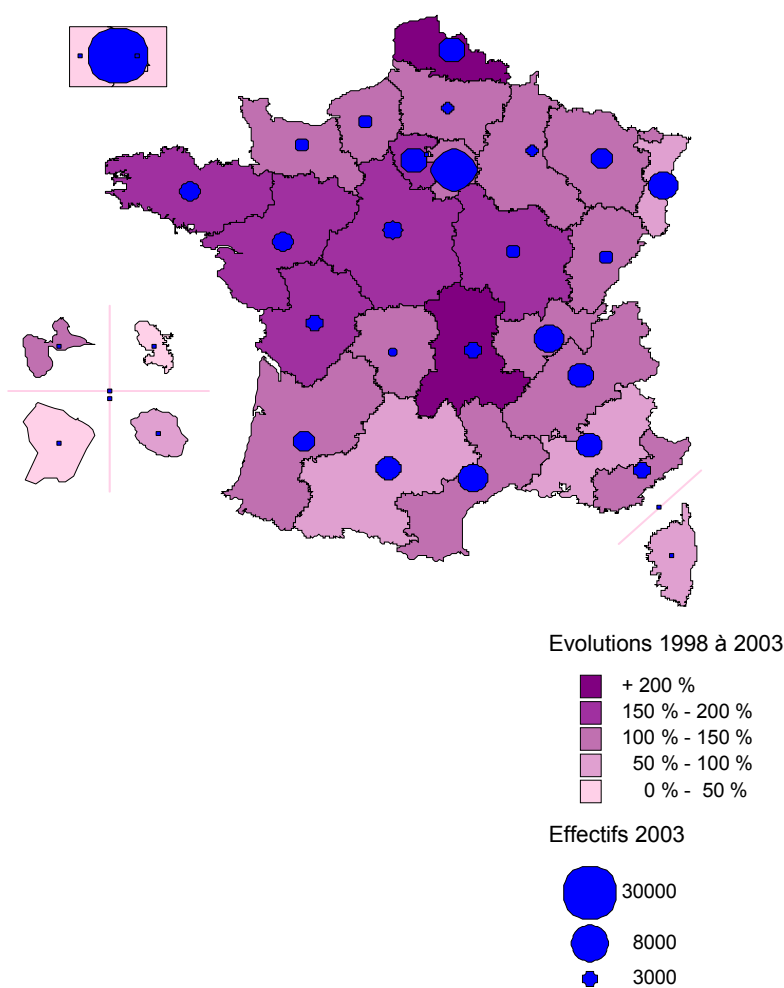 Evolutions 1998 à 2003
+ 200 %
150 % - 200 %
100 % - 150 %
50 % - 100 %
0 % - 50 %
Effectifs 2003
30000
8000
3000